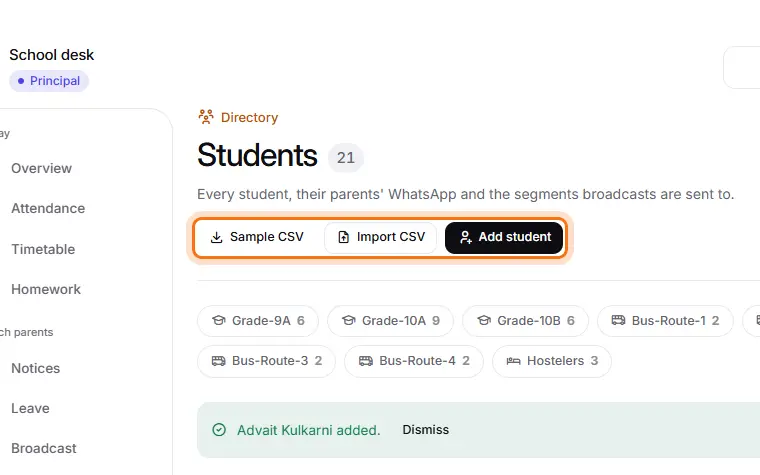 School desk
Principal
ay
Overview
Attendance
Timetable
Homework
ch parents
Notices
Leave
Broadcast
Directory
Students 21
Every student, their parents' WhatsApp and the segments broadcasts are sent to.
Sample CSV Import CSV Add student
Grade-9A 6 Grade-10A 9 Grade-10B 6 Bus-Route-1 2
Bus-Route-3 2 Bus-Route-4 2 Hostelers 3
Advait Kulkarni added. Dismiss